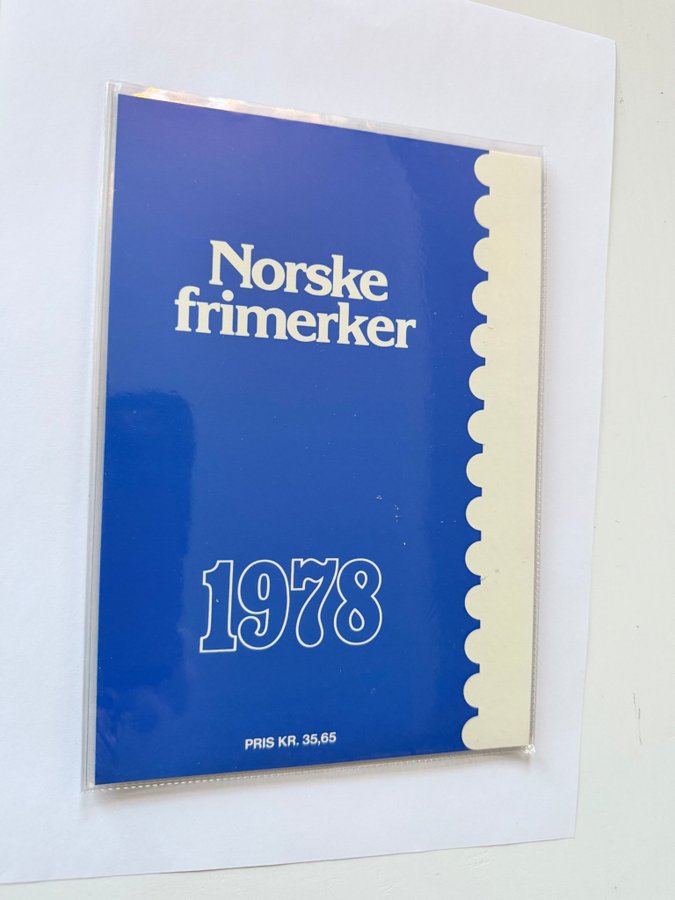 Norske
frimerker
1978
PRIS KR. 35,65